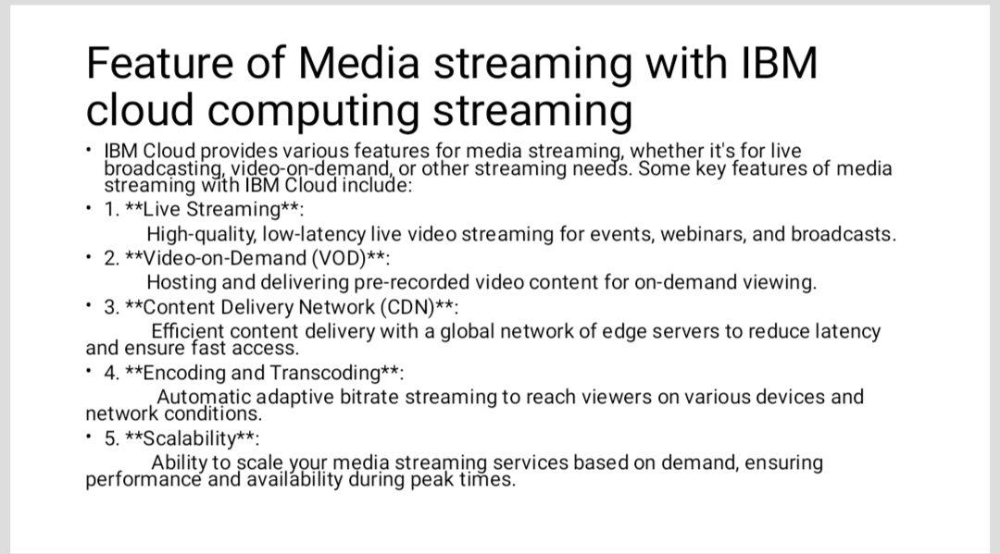 Feature of Media streaming with IBM
cloud computing streaming
• IBM Cloud provides various features for media streaming, whether it's for live
broadcasting, video-on-demand, or other streaming needs. Some key features of media
streaming with IBM Cloud include:
• 1. **Live Streaming**:
High-quality, low-latency live video streaming for events, webinars, and broadcasts.
• 2. **Video-on-Demand (VOD)**:
Hosting and delivering pre-recorded video content for on-demand viewing.
• 3. **Content Delivery Network (CDN)**:
Efficient content delivery with a global network of edge servers to reduce latency
and ensure fast access.
• 4. **Encoding and Transcoding**:
Automatic adaptive bitrate streaming to reach viewers on various devices and
network conditions.
• 5. **Scalability**:
Ability to scale your media streaming services based on demand, ensuring
performance and availability during peak times.